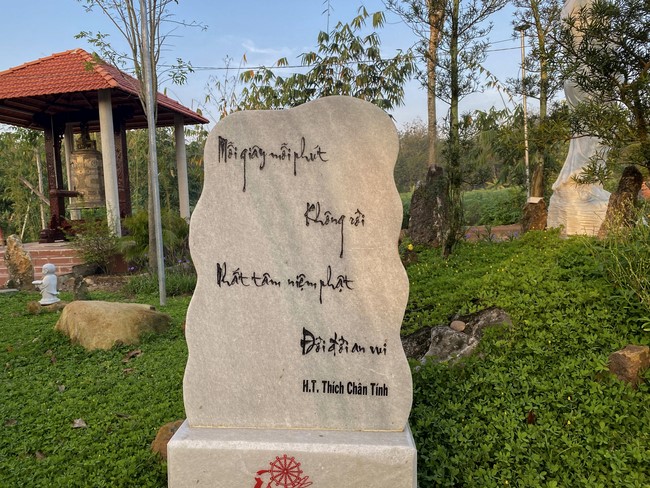 Mỗi giây mỗi phút
Không rời
Nhất tâm niệm phật
Đời đời an vui
H.T. Thích Chân Tính